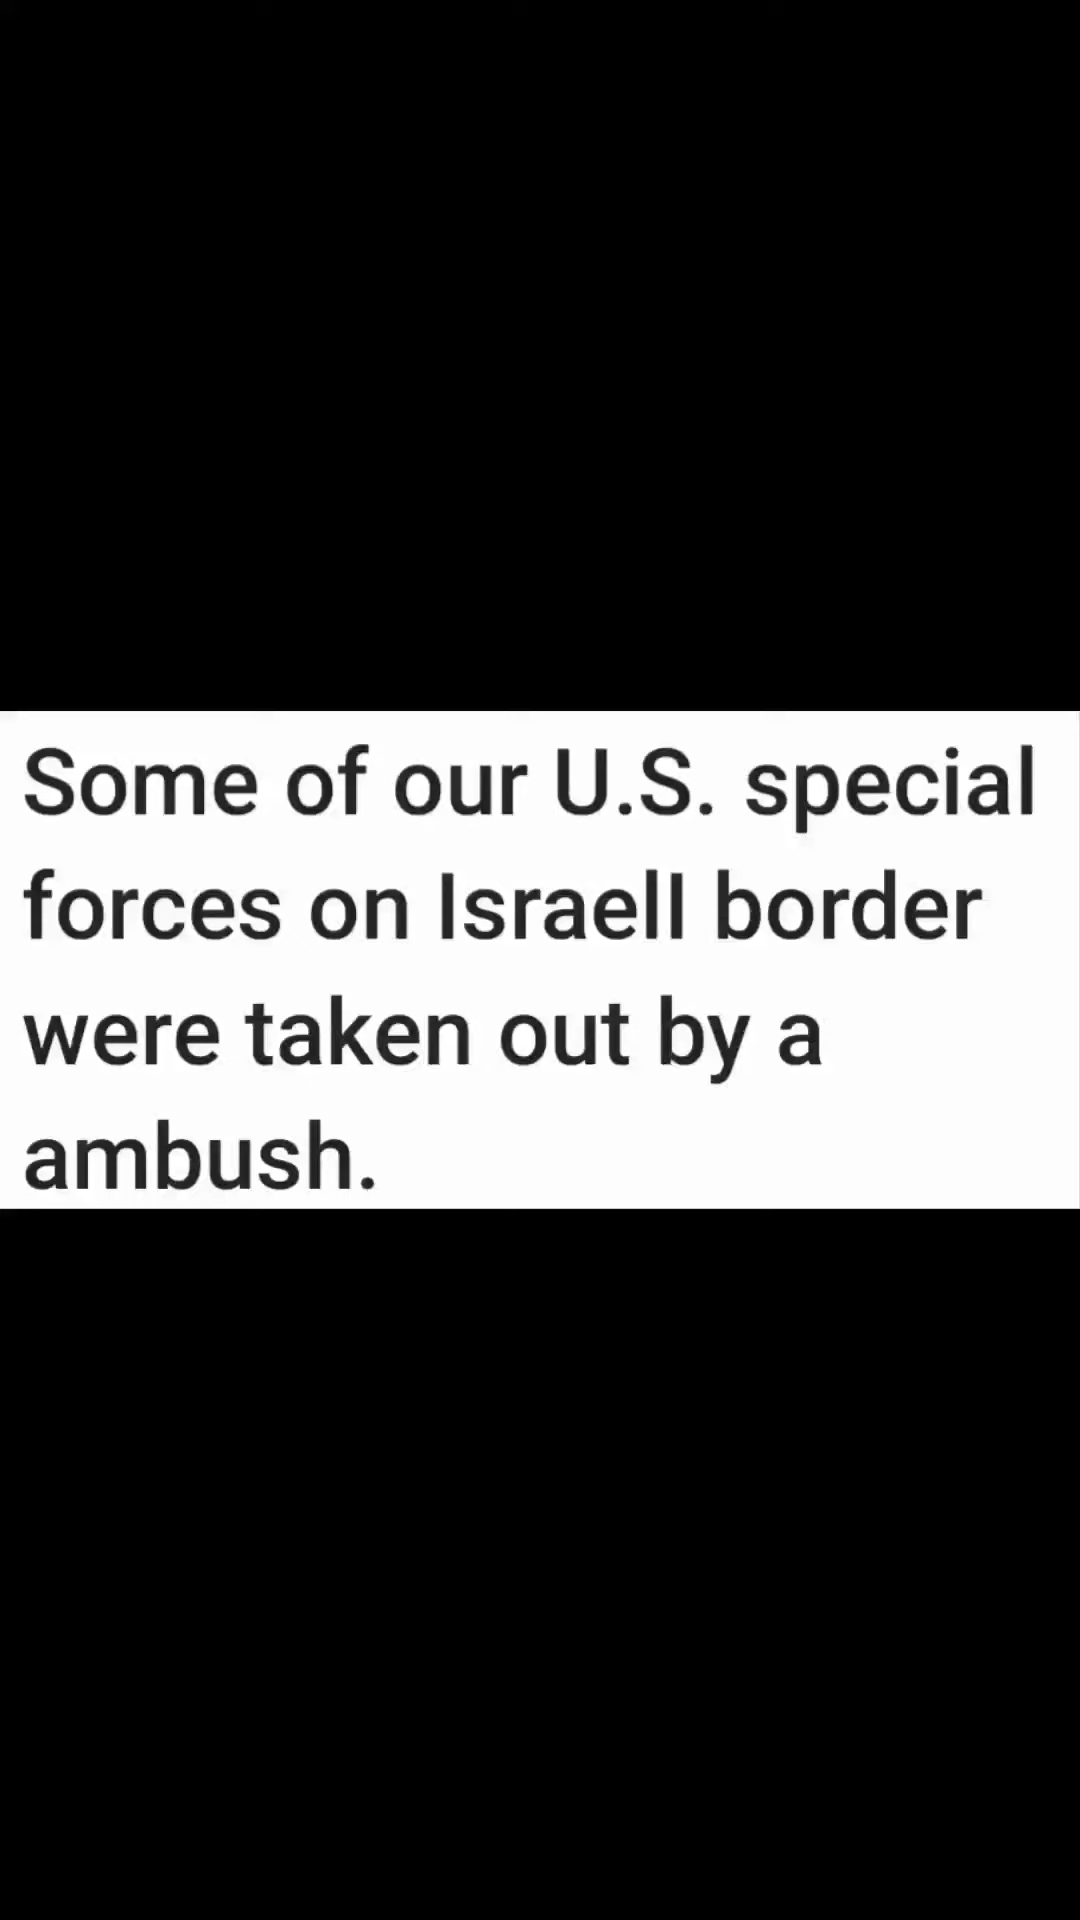 Some of our U.S. special
forces on Israell border
were taken out by a
ambush.